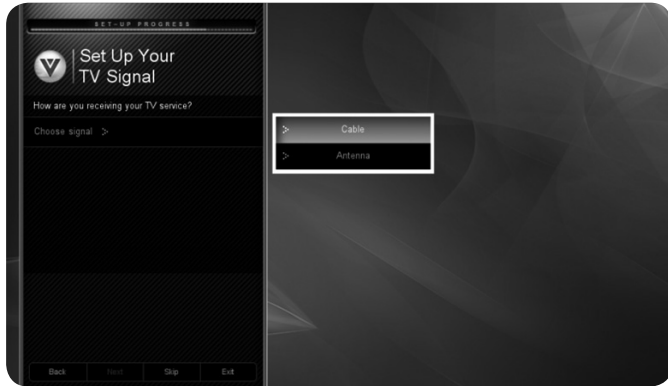 SET-UP PROGRESS
Set Up Your
TV Signal
How are you receiving your TV service?
Choose signal
Cable
Antenna
Back Next Skip Exit